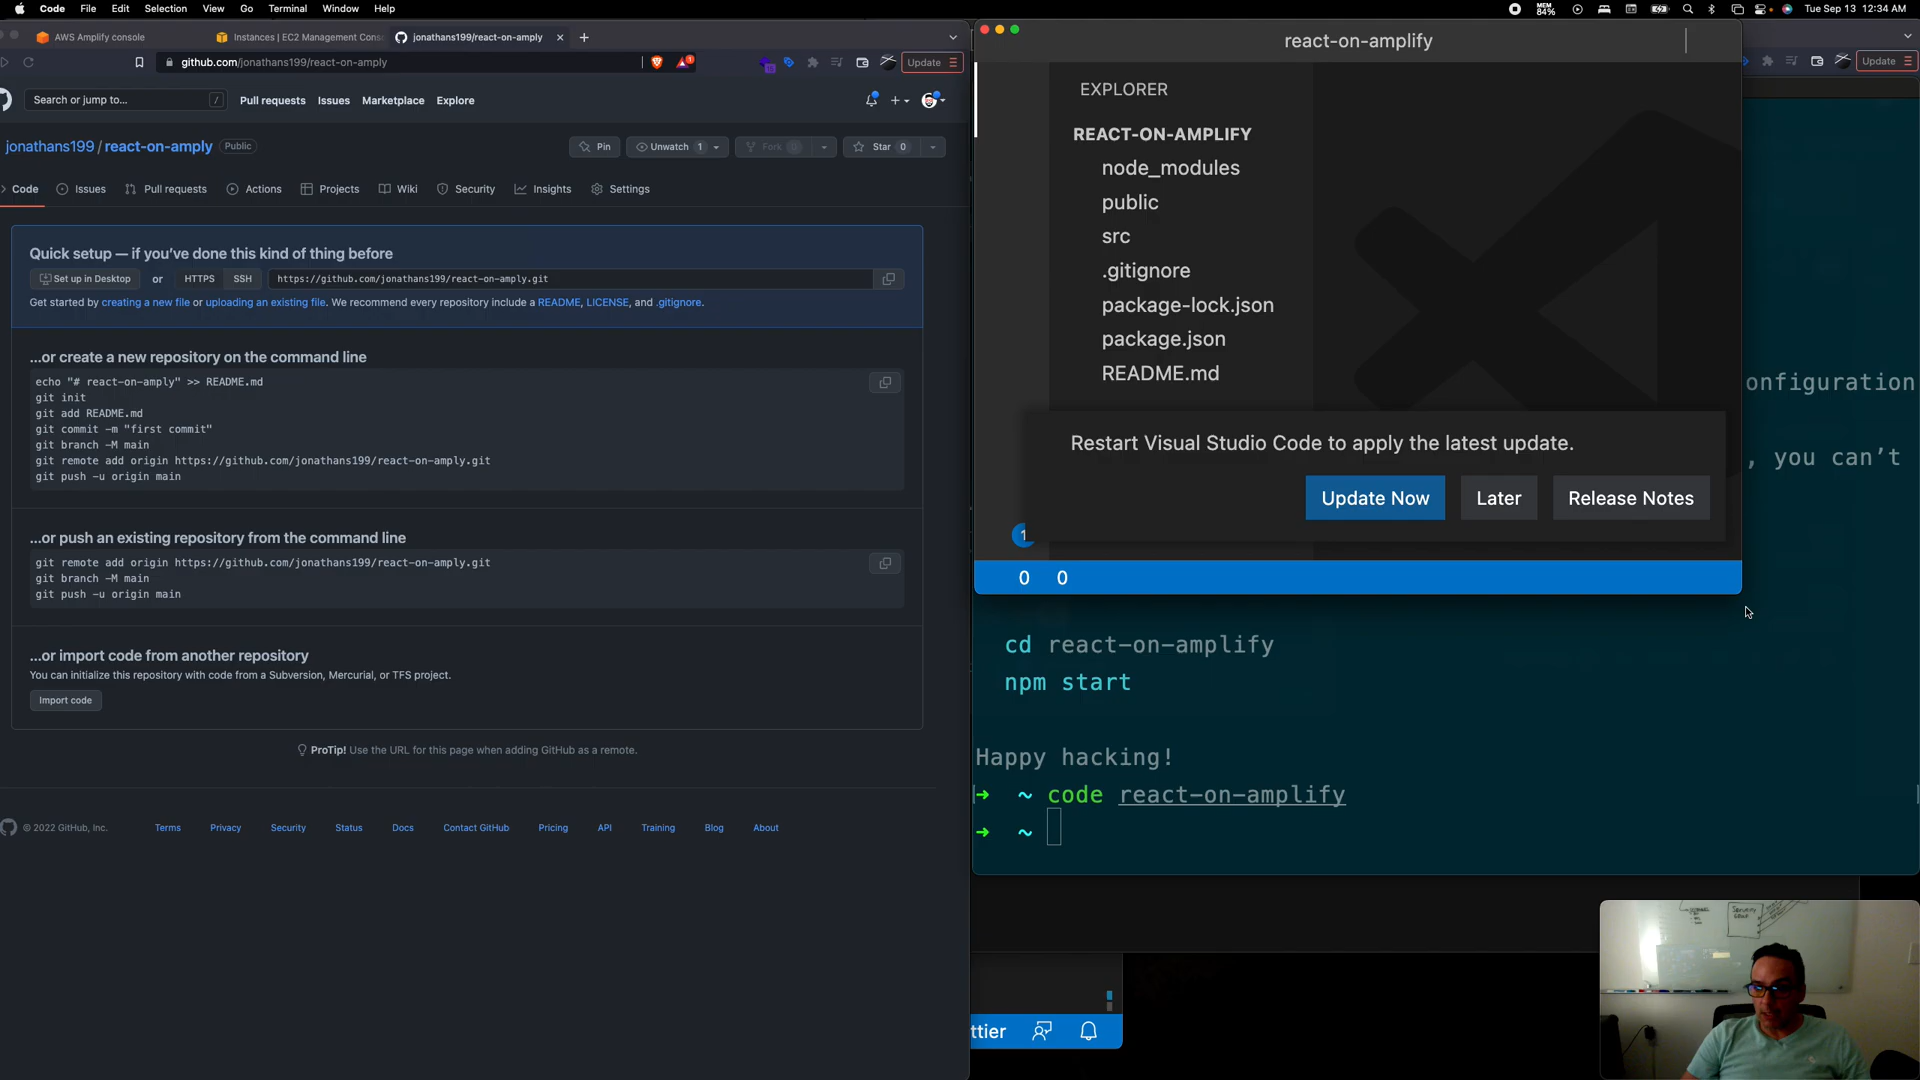 Code File Edit Selection View Go Terminal Window Help
MEM 84% Tue Sep 13 12:34 AM
AWS Amplify console
Instances | EC2 Management Cons
jonathans199/react-on-amply
github.com/jonathans199/react-on-amply
1
Update
Search or jump to...
/
Pull requests Issues Marketplace Explore
jonathans199 / react-on-amply Public
Pin Unwatch 1 Fork 0 Star 0
Code Issues Pull requests Actions Projects Wiki Security Insights Settings
Quick setup — if you've done this kind of thing before
Set up in Desktop or HTTPS SSH https://github.com/jonathans199/react-on-amply.git
Get started by creating a new file or uploading an existing file. We recommend every repository include a README, LICENSE, and .gitignore.
...or create a new repository on the command line
echo "# react-on-amply" >> README.md
git init
git add README.md
git commit -m "first commit"
git branch -M main
git remote add origin https://github.com/jonathans199/react-on-amply.git
git push -u origin main
...or push an existing repository from the command line
git remote add origin https://github.com/jonathans199/react-on-amply.git
git branch -M main
git push -u origin main
...or import code from another repository
You can initialize this repository with code from a Subversion, Mercurial, or TFS project.
Import code
ProTip! Use the URL for this page when adding GitHub as a remote.
© 2022 GitHub, Inc. Terms Privacy Security Status Docs Contact GitHub Pricing API Training Blog About
react-on-amplify
Update
EXPLORER
REACT-ON-AMPLIFY
node_modules
public
src
.gitignore
package-lock.json
package.json
README.md
Restart Visual Studio Code to apply the latest update.
Update Now Later Release Notes
1
0 0
onfiguration
, you can't
cd react-on-amplify
npm start
Happy hacking!
➜ ~ code react-on-amplify
➜ ~
ttier